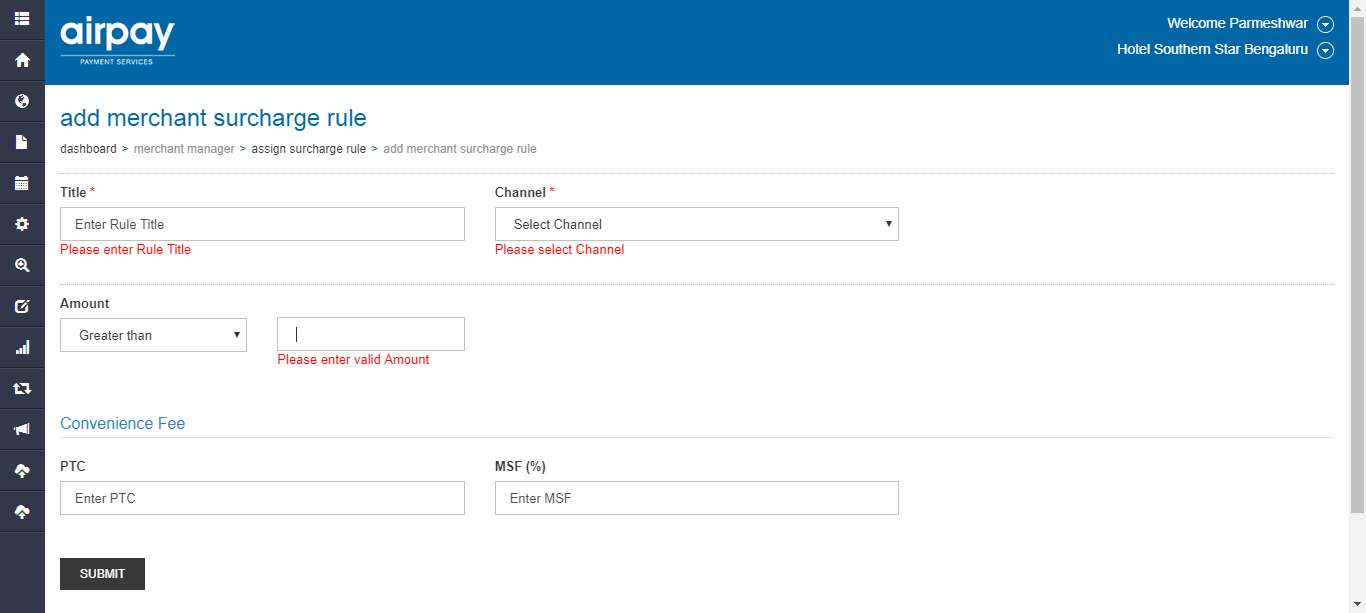 airpay
PAYMENT SERVICES
Welcome Parmeshwar
Hotel Southern Star Bengaluru
add merchant surcharge rule
dashboard > merchant manager > assign surcharge rule > add merchant surcharge rule
Title * Channel *
Enter Rule Title Select Channel
Please enter Rule Title Please select Channel
Amount
Greater than
Please enter valid Amount
Convenience Fee
PTC MSF (%)
Enter PTC Enter MSF
SUBMIT